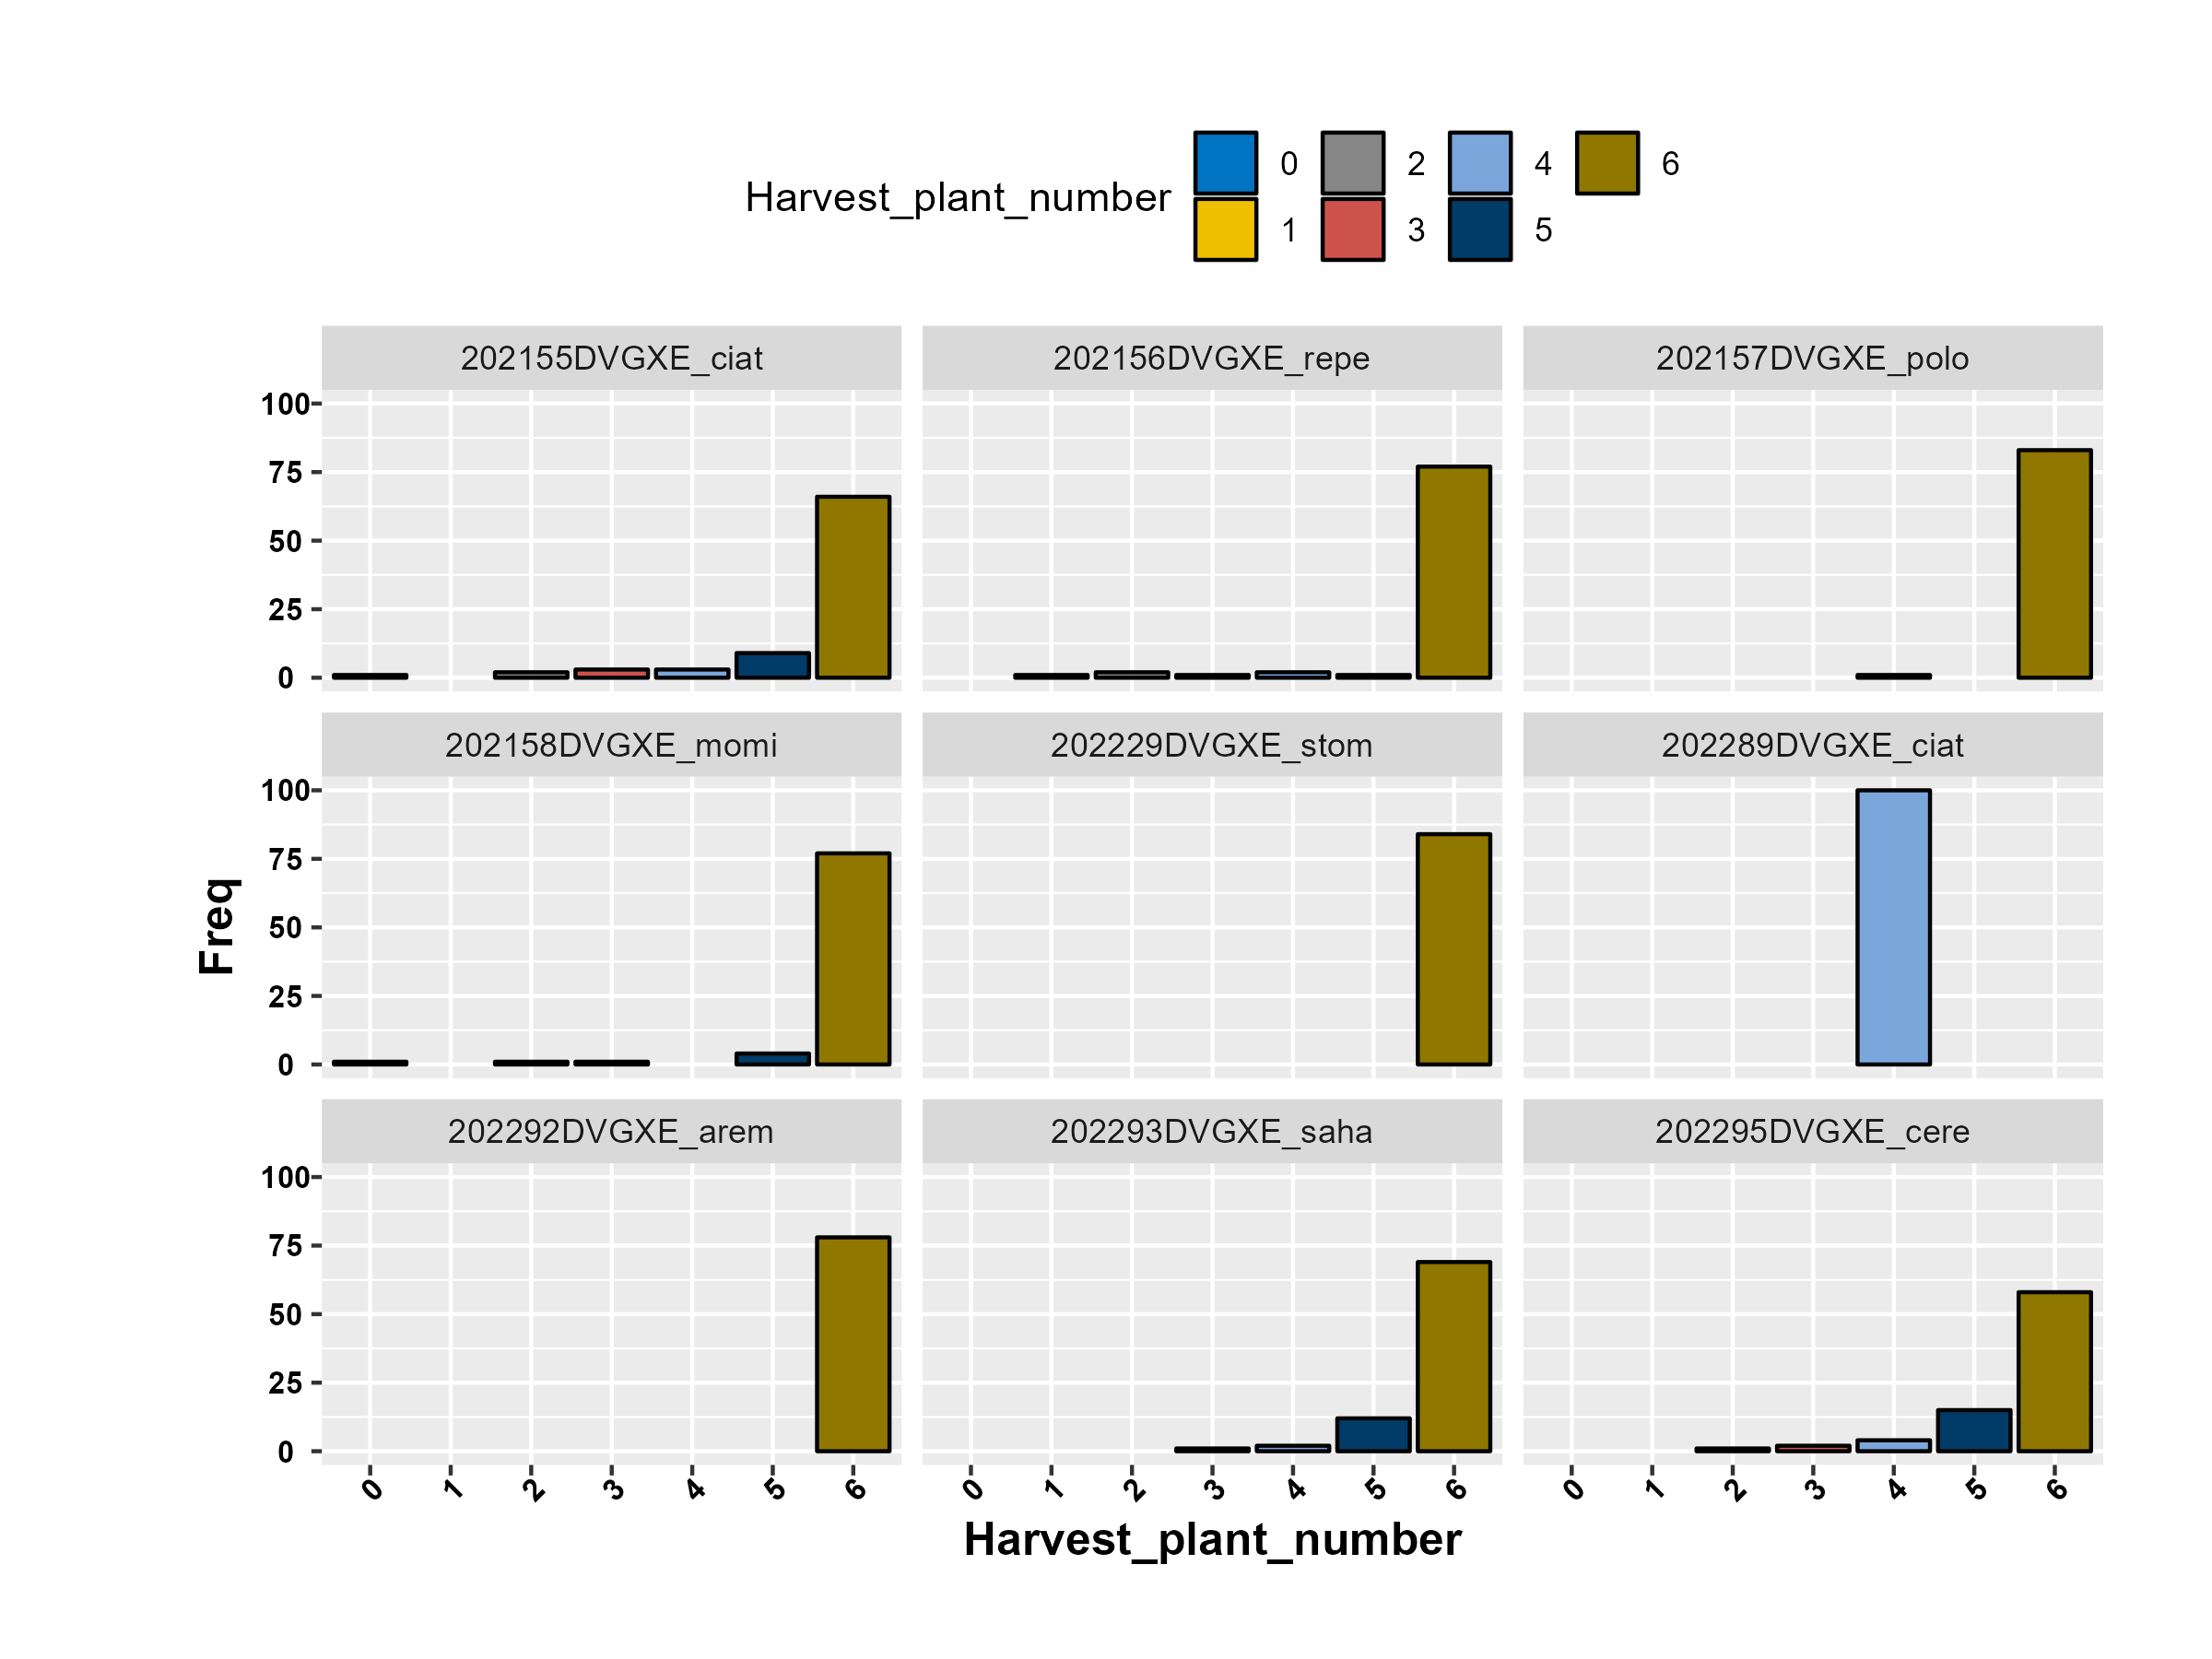 Harvest_plant_number
0 2 4 6
1 3 5
202155DVGXE_ciat 202156DVGXE_repe 202157DVGXE_polo
100
75
50
25
0
202158DVGXE_momi 202229DVGXE_stom 202289DVGXE_ciat
100
75
50
25
0
Freq
202292DVGXE_arem 202293DVGXE_saha 202295DVGXE_cere
100
75
50
25
0
0 1 2 3 4 5 6 0 1 2 3 4 5 6 0 1 2 3 4 5 6
Harvest_plant_number